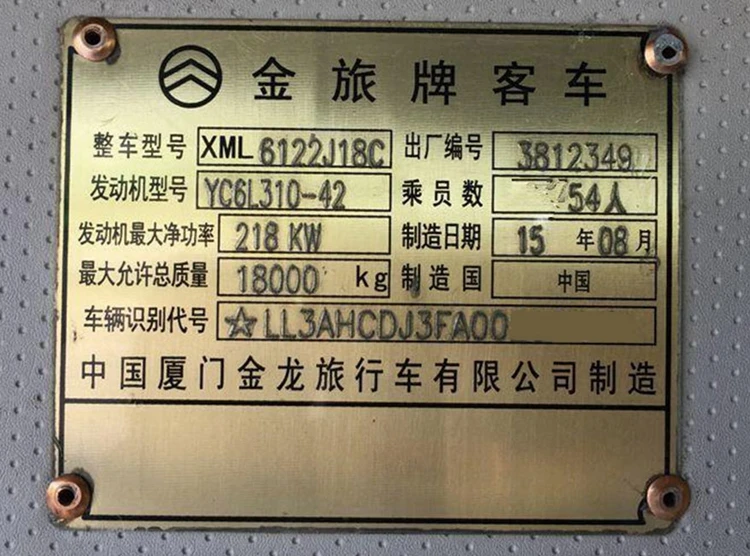 金旅牌客车
整车型号 XML 6122J18C 出厂编号 3812349
发动机型号 YC6L310-42 乘员数 54人
发动机最大净功率 218 KW 制造日期 15 年 08 月
最大允许总质量 18000 kg 制造国 中国
车辆识别代号 ☆LL3AHCDJ3FA00
中国厦门金龙旅行车有限公司制造